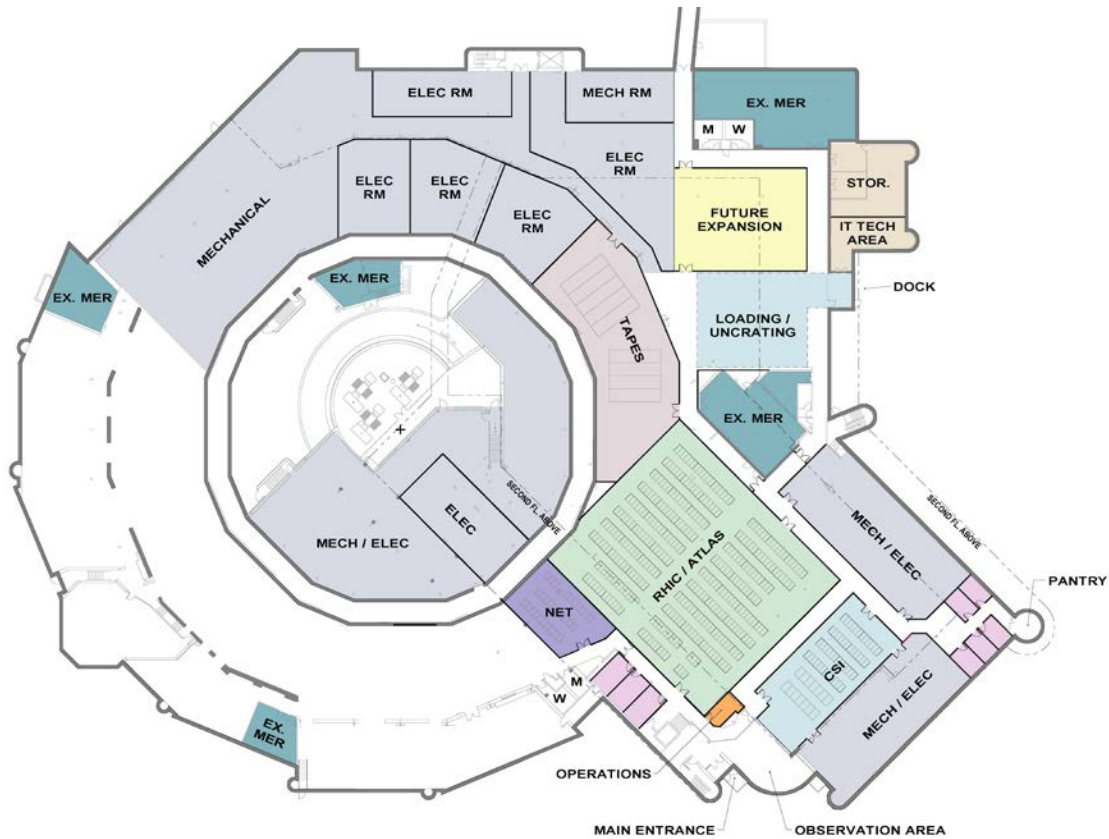 ELEC RM
MECH RM
EX. MER
M
W
ELEC
RM
STOR.
ELEC
RM
ELEC
RM
ELEC
RM
FUTURE
EXPANSION
IT TECH
AREA
MECHANICAL
EX. MER
EX. MER
DOCK
LOADING /
UNCRATING
TAPES
EX. MER
SECOND FL. ABOVE
ELEC
MECH / ELEC
SECOND FL. ABOVE
MECH / ELEC
RHIC / ATLAS
PANTRY
NET
CSI
M
W
MECH / ELEC
EX.
MER
OPERATIONS
MAIN ENTRANCE
OBSERVATION AREA